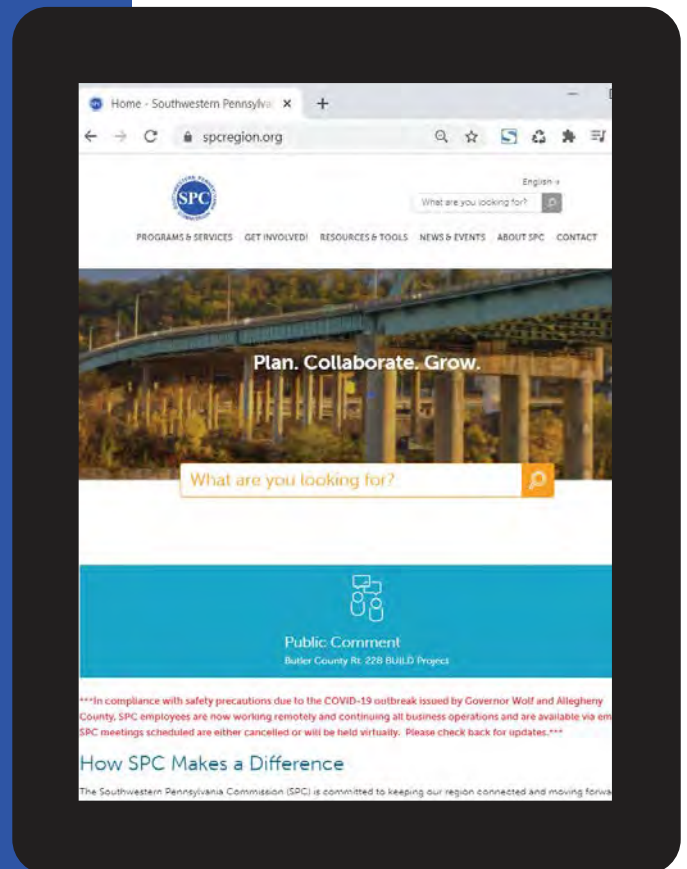 Home - Southwestern Pennsylva
spcregion.org
English
SOUTHWESTERN PENNSYLVANIA
SPC
COMMISSION
What are you looking for?
PROGRAMS & SERVICES GET INVOLVED! RESOURCES & TOOLS NEWS & EVENTS ABOUT SPC CONTACT
Plan. Collaborate. Grow.
What are you looking for?
Public Comment
Butler County Rt. 228 BUILD Project
***In compliance with safety precautions due to the COVID-19 outbreak issued by Governor Wolf and Allegheny
County, SPC employees are now working remotely and continuing all business operations and are available via em
SPC meetings scheduled are either cancelled or will be held virtually. Please check back for updates.***
How SPC Makes a Difference
The Southwestern Pennsylvania Commission (SPC) is committed to keeping our region connected and moving forwa